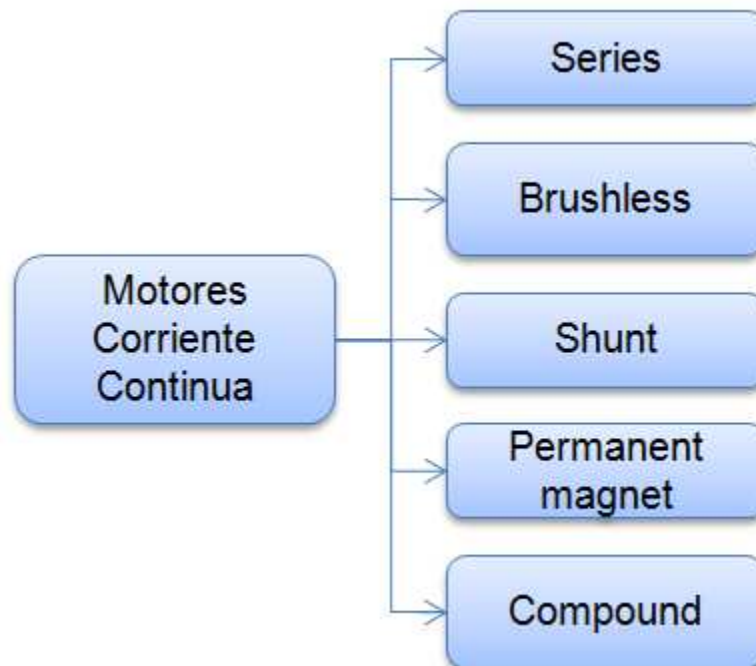 Motores
Corriente
Continua
Series
Brushless
Shunt
Permanent
magnet
Compound